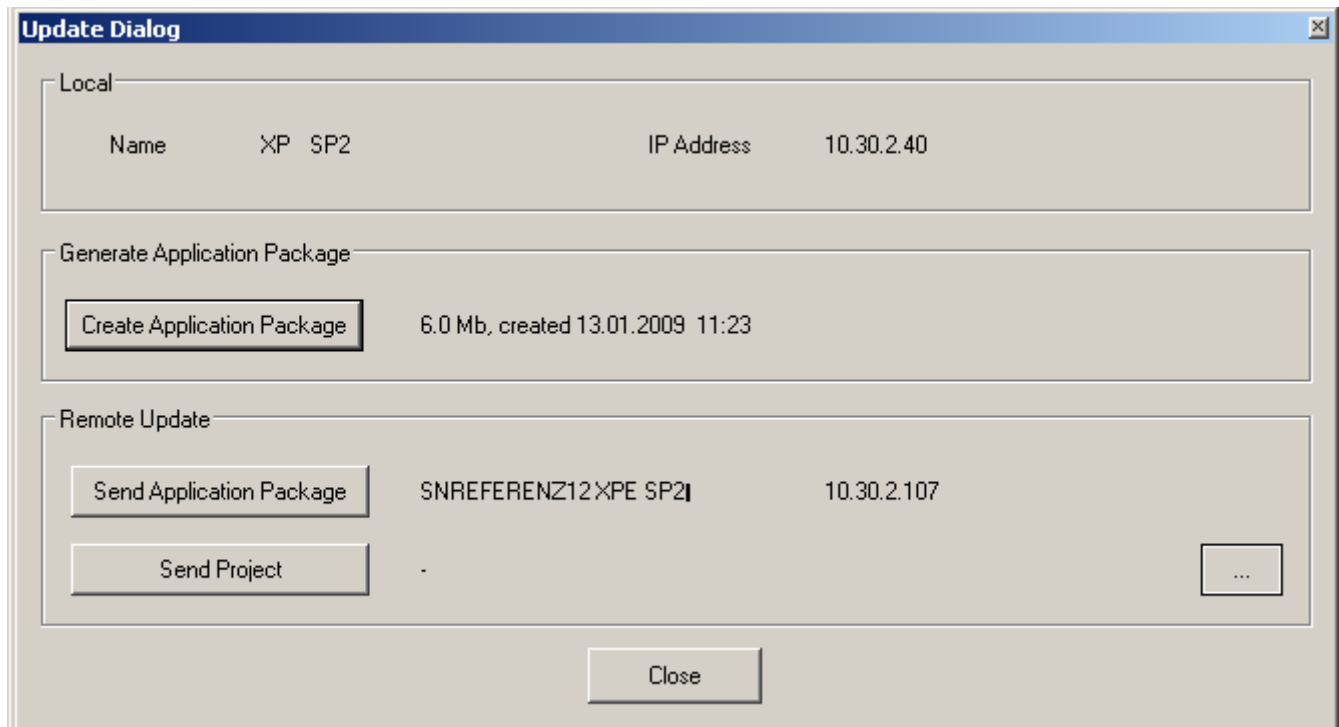 Update Dialog
Local
Name XP SP2 IP Address 10.30.2.40
Generate Application Package
Create Application Package 6.0 Mb, created 13.01.2009 11:23
Remote Update
Send Application Package SNREFERENZ12 XPE SP2 10.30.2.107
Send Project - ...
Close